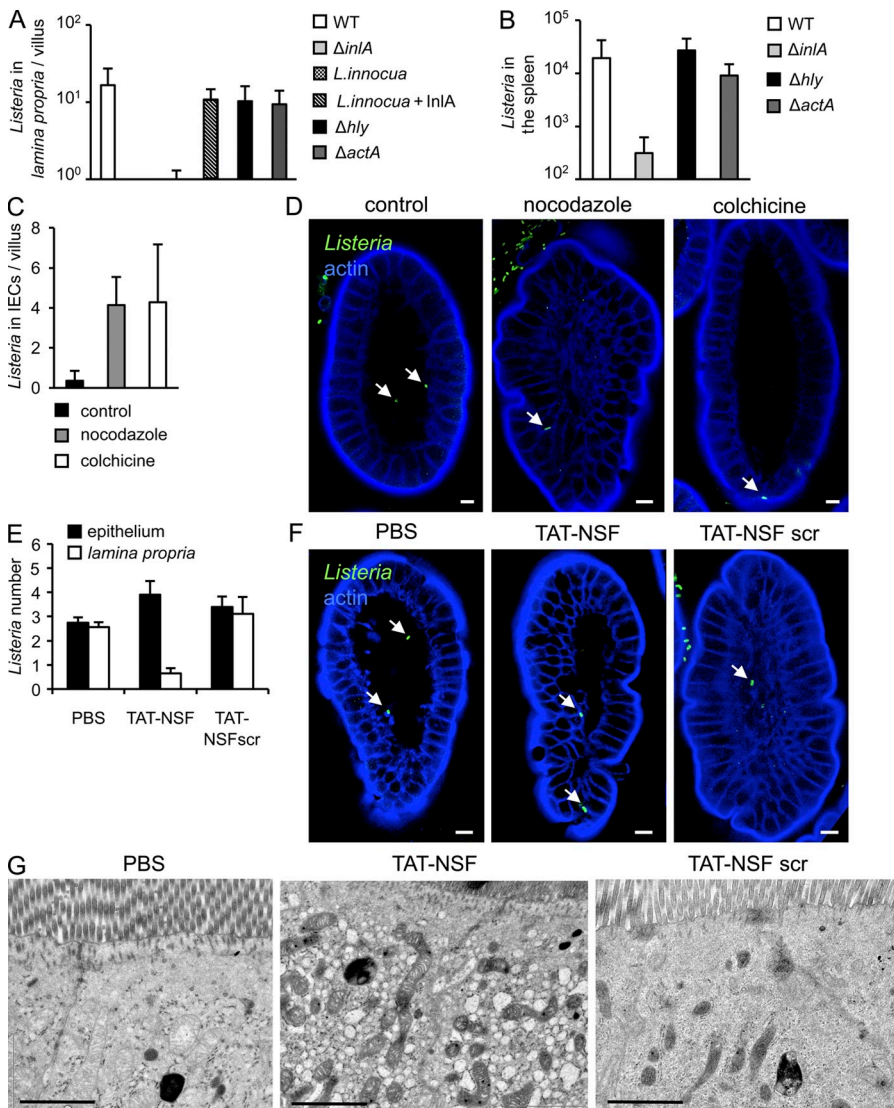 A
Listeria in
lamina propria / villus
10²
10¹
10⁰
WT
ΔinlA
L.innocua
L.innocua + InlA
Δhly
ΔactA
B
Listeria in
the spleen
10⁵
10⁴
10³
10²
WT
ΔinlA
Δhly
ΔactA
C
Listeria in IECs / villus
8
6
4
2
0
control
nocodazole
colchicine
D
control
nocodazole
colchicine
Listeria
actin
E
epithelium
lamina propria
Listeria number
6
5
4
3
2
1
0
PBS
TAT-NSF
TAT-
NSFscr
F
PBS
TAT-NSF
TAT-NSF scr
Listeria
actin
G
PBS
TAT-NSF
TAT-NSF scr